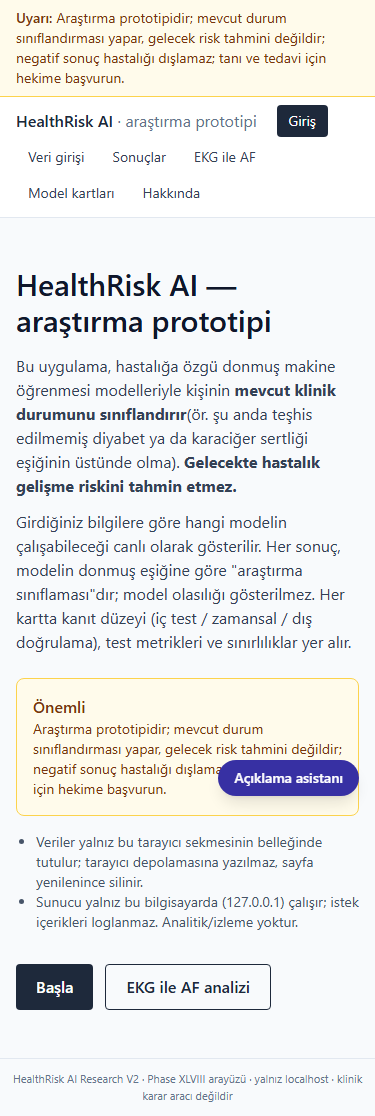 Uyarı: Araştırma prototipidir; mevcut durum
sınıflandırması yapar, gelecek risk tahmini değildir;
negatif sonuç hastalığı dışlamaz; tanı ve tedavi için
hekime başvurun.
HealthRisk AI · araştırma prototipi
Giriş
Veri girişi
Sonuçlar
EKG ile AF
Model kartları
Hakkında
HealthRisk AI —
araştırma prototipi
Bu uygulama, hastalığa özgü donmuş makine
öğrenmesi modelleriyle kişinin mevcut klinik
durumunu sınıflandırır(ör. şu anda teşhis
edilmemiş diyabet ya da karaciğer sertliği
eşiğinin üstünde olma). Gelecekte hastalık
gelişme riskini tahmin etmez.
Girdiğiniz bilgilere göre hangi modelin
çalışabileceği canlı olarak gösterilir. Her sonuç,
modelin donmuş eşiğine göre "araştırma
sınıflaması"dır; model olasılığı gösterilmez. Her
kartta kanıt düzeyi (iç test / zamansal / dış
doğrulama), test metrikleri ve sınırlılıklar yer alır.
Önemli
Araştırma prototipidir; mevcut durum
sınıflandırması yapar, gelecek risk tahmini değildir;
negatif sonuç hastalığı dışlama
için hekime başvurun.
Açıklama asistanı
Veriler yalnız bu tarayıcı sekmesinin belleğinde
tutulur; tarayıcı depolamasına yazılmaz, sayfa
yenilenince silinir.
Sunucu yalnız bu bilgisayarda (127.0.0.1) çalışır; istek
içerikleri loglanmaz. Analitik/izleme yoktur.
Başla
EKG ile AF analizi
HealthRisk AI Research V2 · Phase XLVIII arayüzü · yalnız localhost · klinik
karar aracı değildir